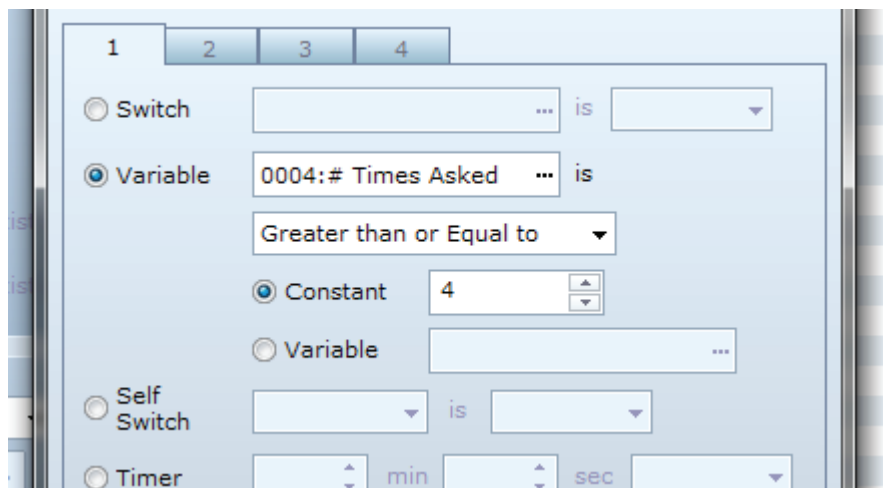 1 2 3 4
Switch ... is
Variable 0004:# Times Asked ... is
Greater than or Equal to
Constant 4
Variable ...
Self
Switch is
Timer min sec